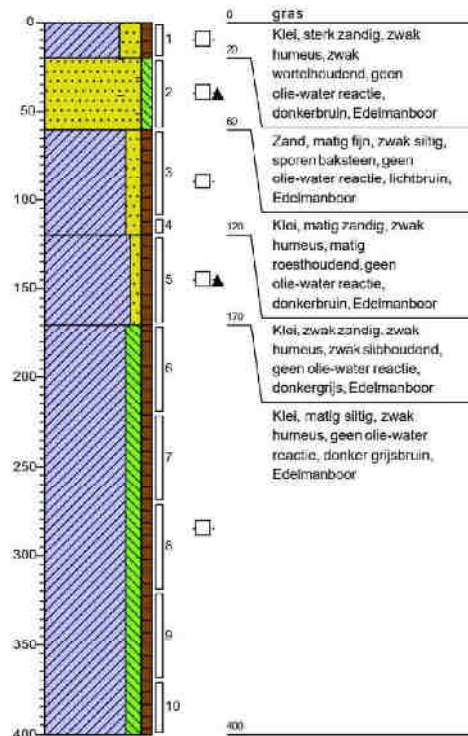 0 gras
Klei, sterk zandig, zwak
humeus, zwak
wortelhoudend, geen
olie-water reactie,
donkerbruin, Edelmanboor
20
Zand, matig fijn, zwak siltig,
sporen baksteen, geen
olie-water reactie, lichtbruin,
Edelmanboor
60
Klei, matig zandig, zwak
humeus, matig
roesthoudend, geen
olie-water reactie,
donkerbruin, Edelmanboor
120
Klei, zwak zandig, zwak
humeus, zwak slibhoudend,
geen olie-water reactie,
donkergrijs, Edelmanboor
170
Klei, matig siltig, zwak
humeus, geen olie-water
reactie, donker grijsbruin,
Edelmanboor
400
0
50
100
150
200
250
300
350
400
1
2
3
4
5
6
7
8
9
10